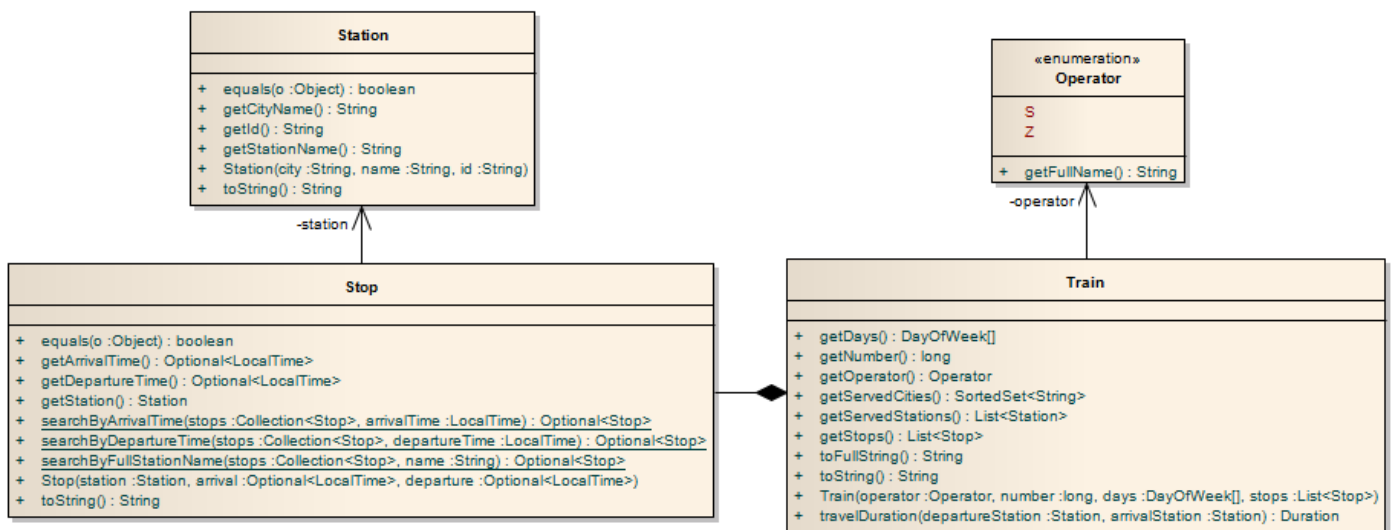 Station
+ equals(o :Object) : boolean
+ getCityName() : String
+ getId() : String
+ getStationName() : String
+ Station(city :String, name :String, id :String)
+ toString() : String
«enumeration»
Operator
S
Z
+ getFullName() : String
-station
-operator
Stop
+ equals(o :Object) : boolean
+ getArrivalTime() : Optional<LocalTime>
+ getDepartureTime() : Optional<LocalTime>
+ getStation() : Station
+ searchByArrivalTime(stops :Collection<Stop>, arrivalTime :LocalTime) : Optional<Stop>
+ searchByDepartureTime(stops :Collection<Stop>, departureTime :LocalTime) : Optional<Stop>
+ searchByFullStationName(stops :Collection<Stop>, name :String) : Optional<Stop>
+ Stop(station :Station, arrival :Optional<LocalTime>, departure :Optional<LocalTime>)
+ toString() : String
Train
+ getDays() : DayOfWeek[]
+ getNumber() : long
+ getOperator() : Operator
+ getServedCities() : SortedSet<String>
+ getServedStations() : List<Station>
+ getStops() : List<Stop>
+ toFullString() : String
+ toString() : String
+ Train(operator :Operator, number :long, days :DayOfWeek[], stops :List<Stop>)
+ travelDuration(departureStation :Station, arrivalStation :Station) : Duration